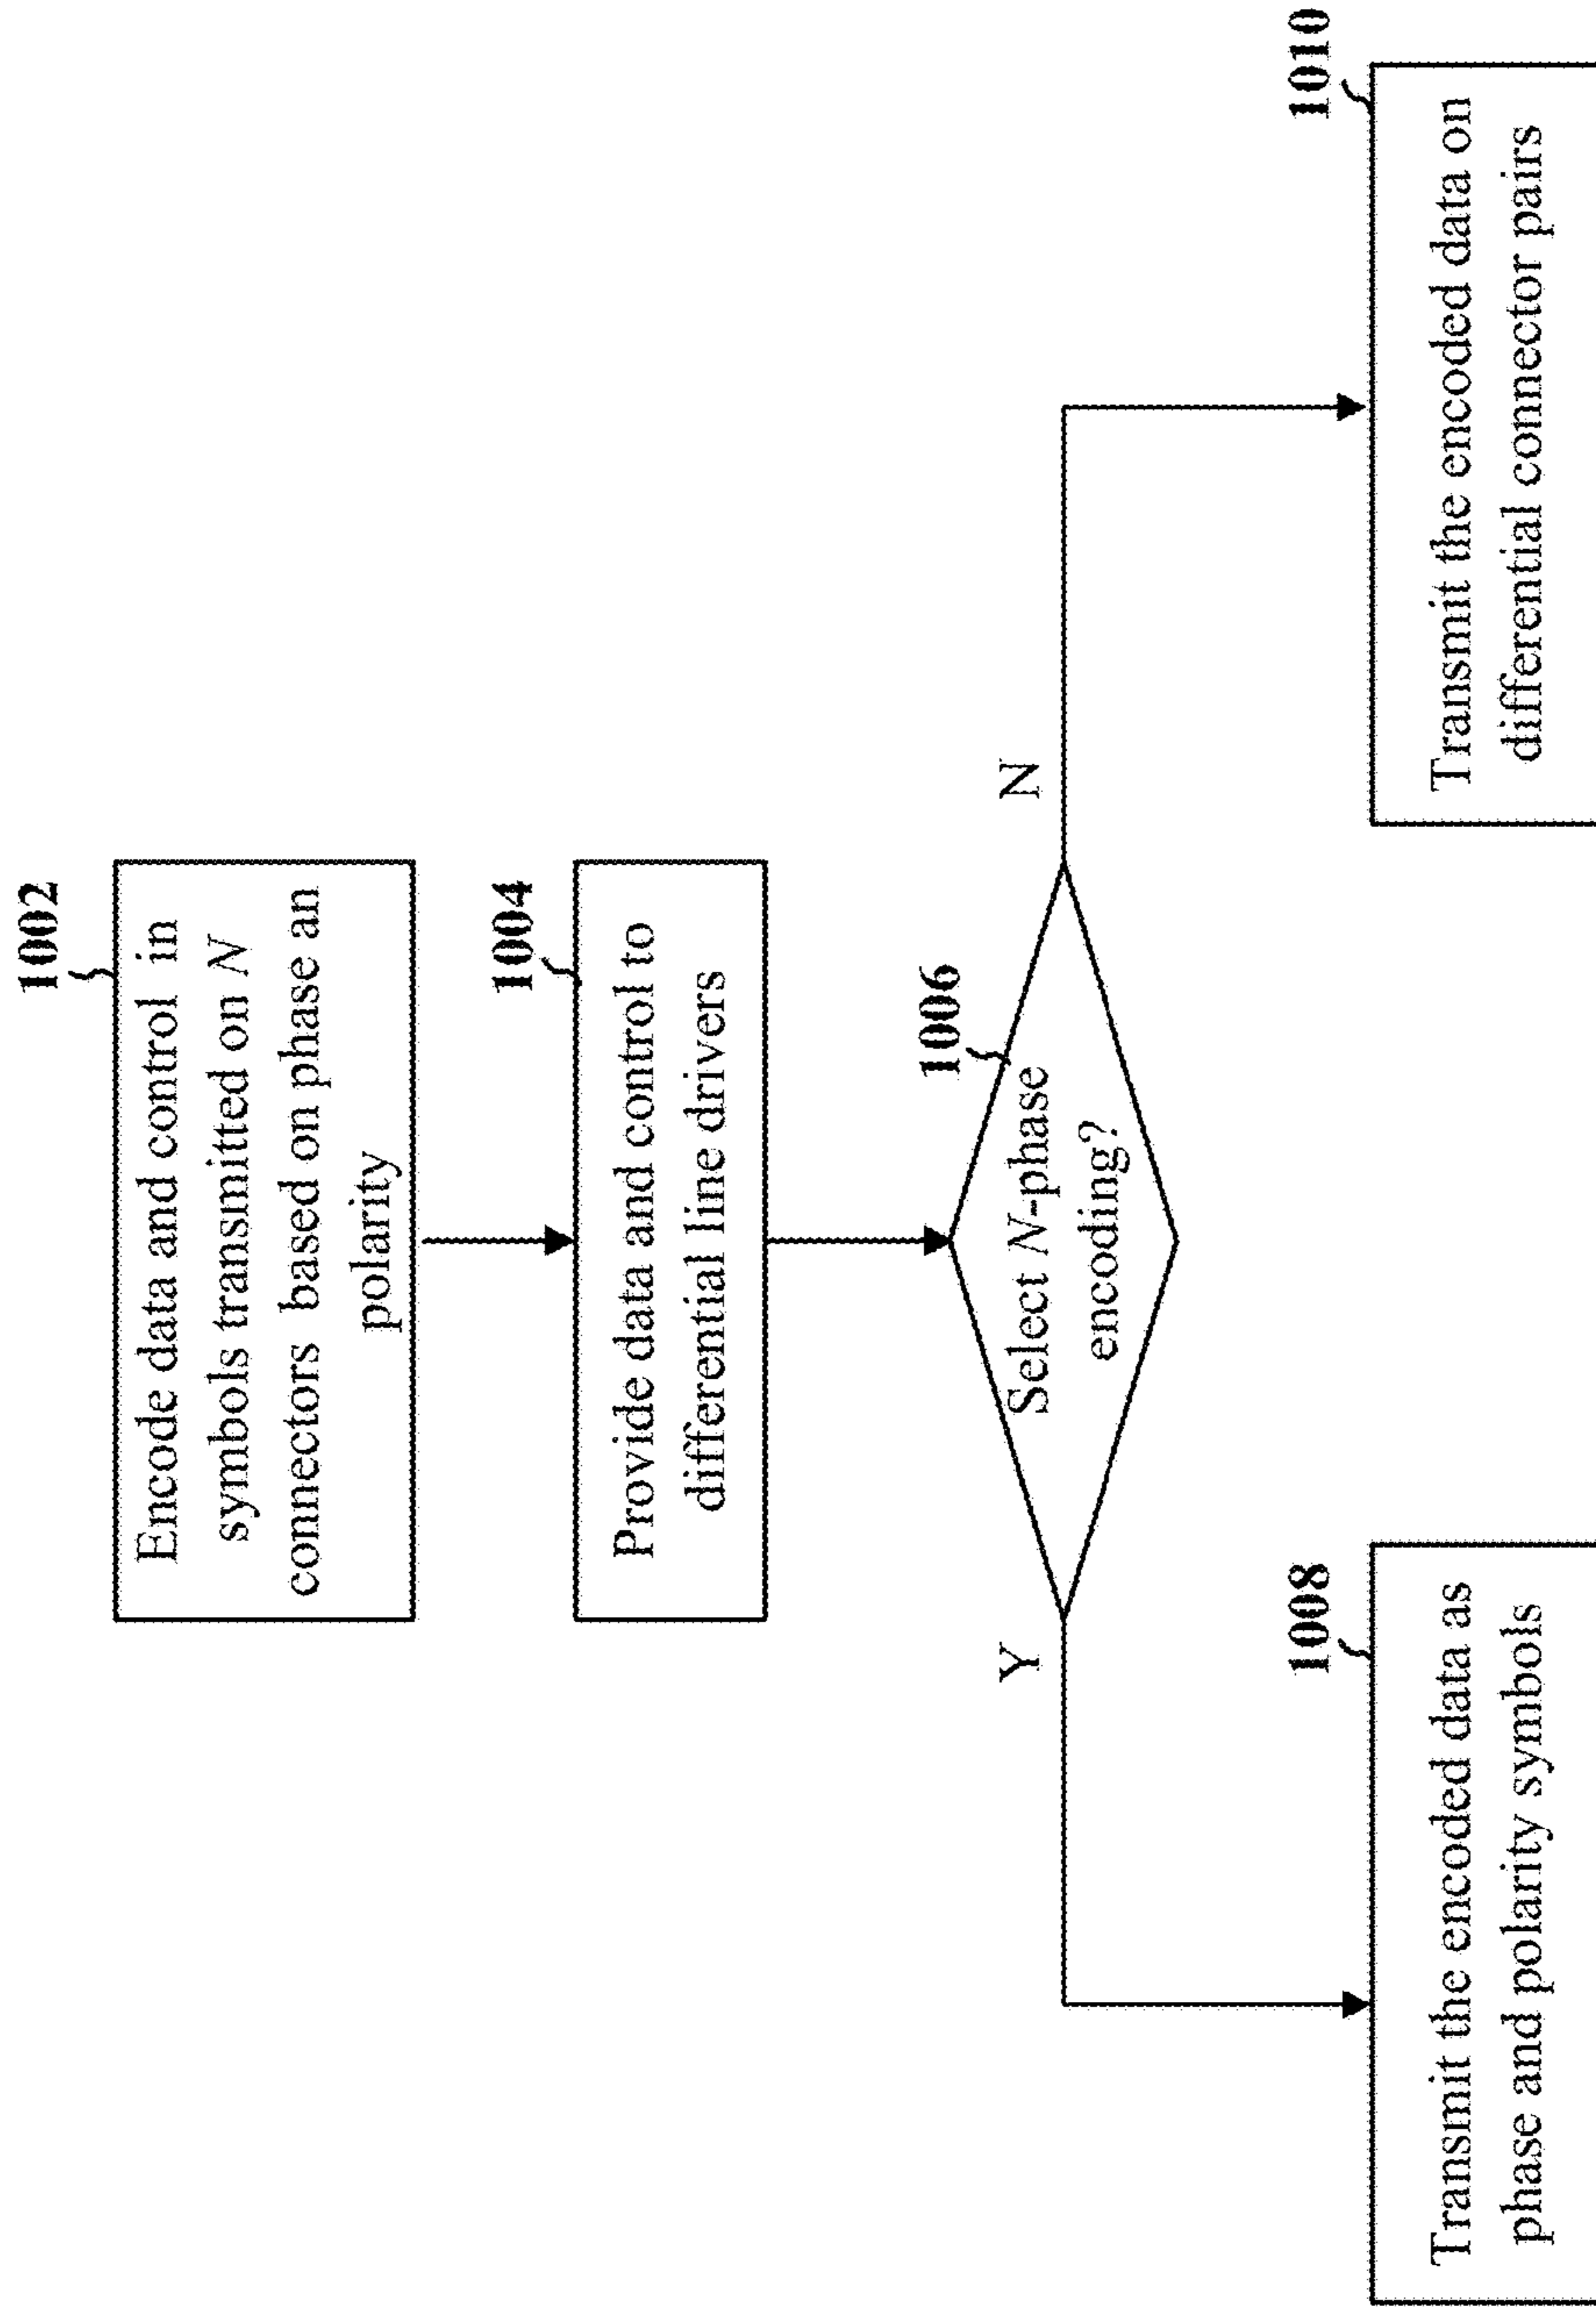 1002
Encode data and control in
symbols transmitted on N
connectors based on phase an
polarity
1004
Provide data and control to
differential line drivers
1006
Select N-phase
encoding?
Y
N
1008
Transmit the encoded data as
phase and polarity symbols
1010
Transmit the encoded data on
differential connector pairs